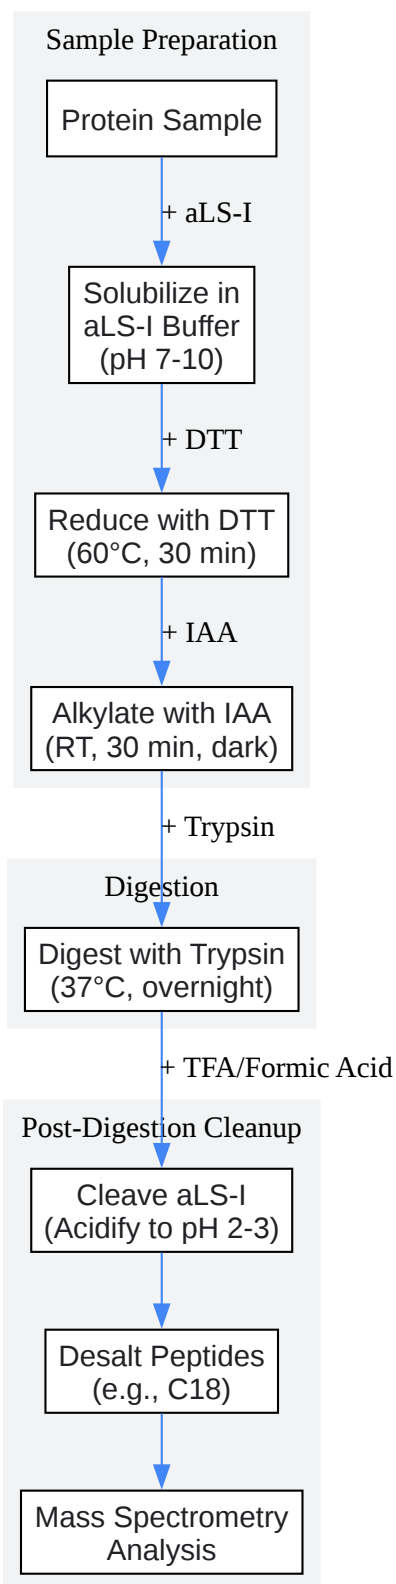 Sample Preparation
Protein Sample
+ aLS-I
Solubilize in
aLS-I Buffer
(pH 7-10)
+ DTT
Reduce with DTT
(60°C, 30 min)
+ IAA
Alkylate with IAA
(RT, 30 min, dark)
+ Trypsin
Digestion
Digest with Trypsin
(37°C, overnight)
+ TFA/Formic Acid
Post-Digestion Cleanup
Cleave aLS-I
(Acidify to pH 2-3)
Desalt Peptides
(e.g., C18)
Mass Spectrometry
Analysis